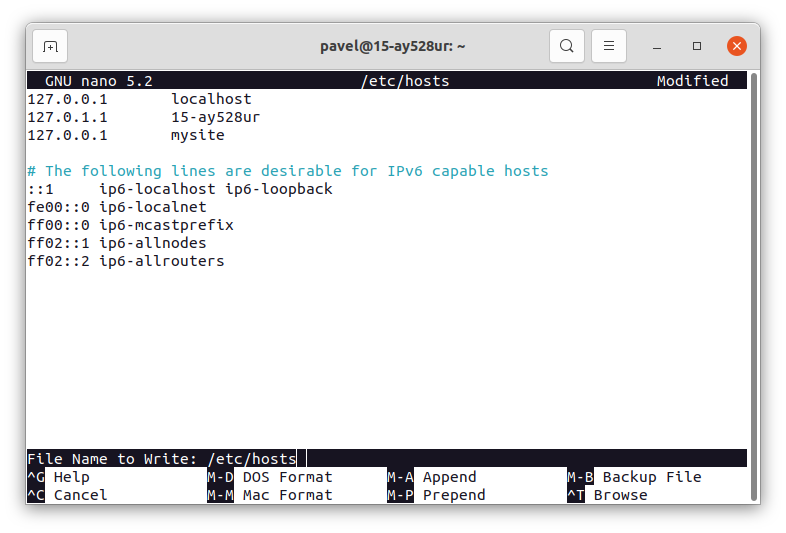 pavel@15-ay528ur: ~
GNU nano 5.2 /etc/hosts Modified
127.0.0.1 localhost
127.0.1.1 15-ay528ur
127.0.0.1 mysite
# The following lines are desirable for IPv6 capable hosts
::1 ip6-localhost ip6-loopback
fe00::0 ip6-localnet
ff00::0 ip6-mcastprefix
ff02::1 ip6-allnodes
ff02::2 ip6-allrouters
File Name to Write: /etc/hosts
^G Help M-D DOS Format M-A Append M-B Backup File
^C Cancel M-M Mac Format M-P Prepend ^T Browse